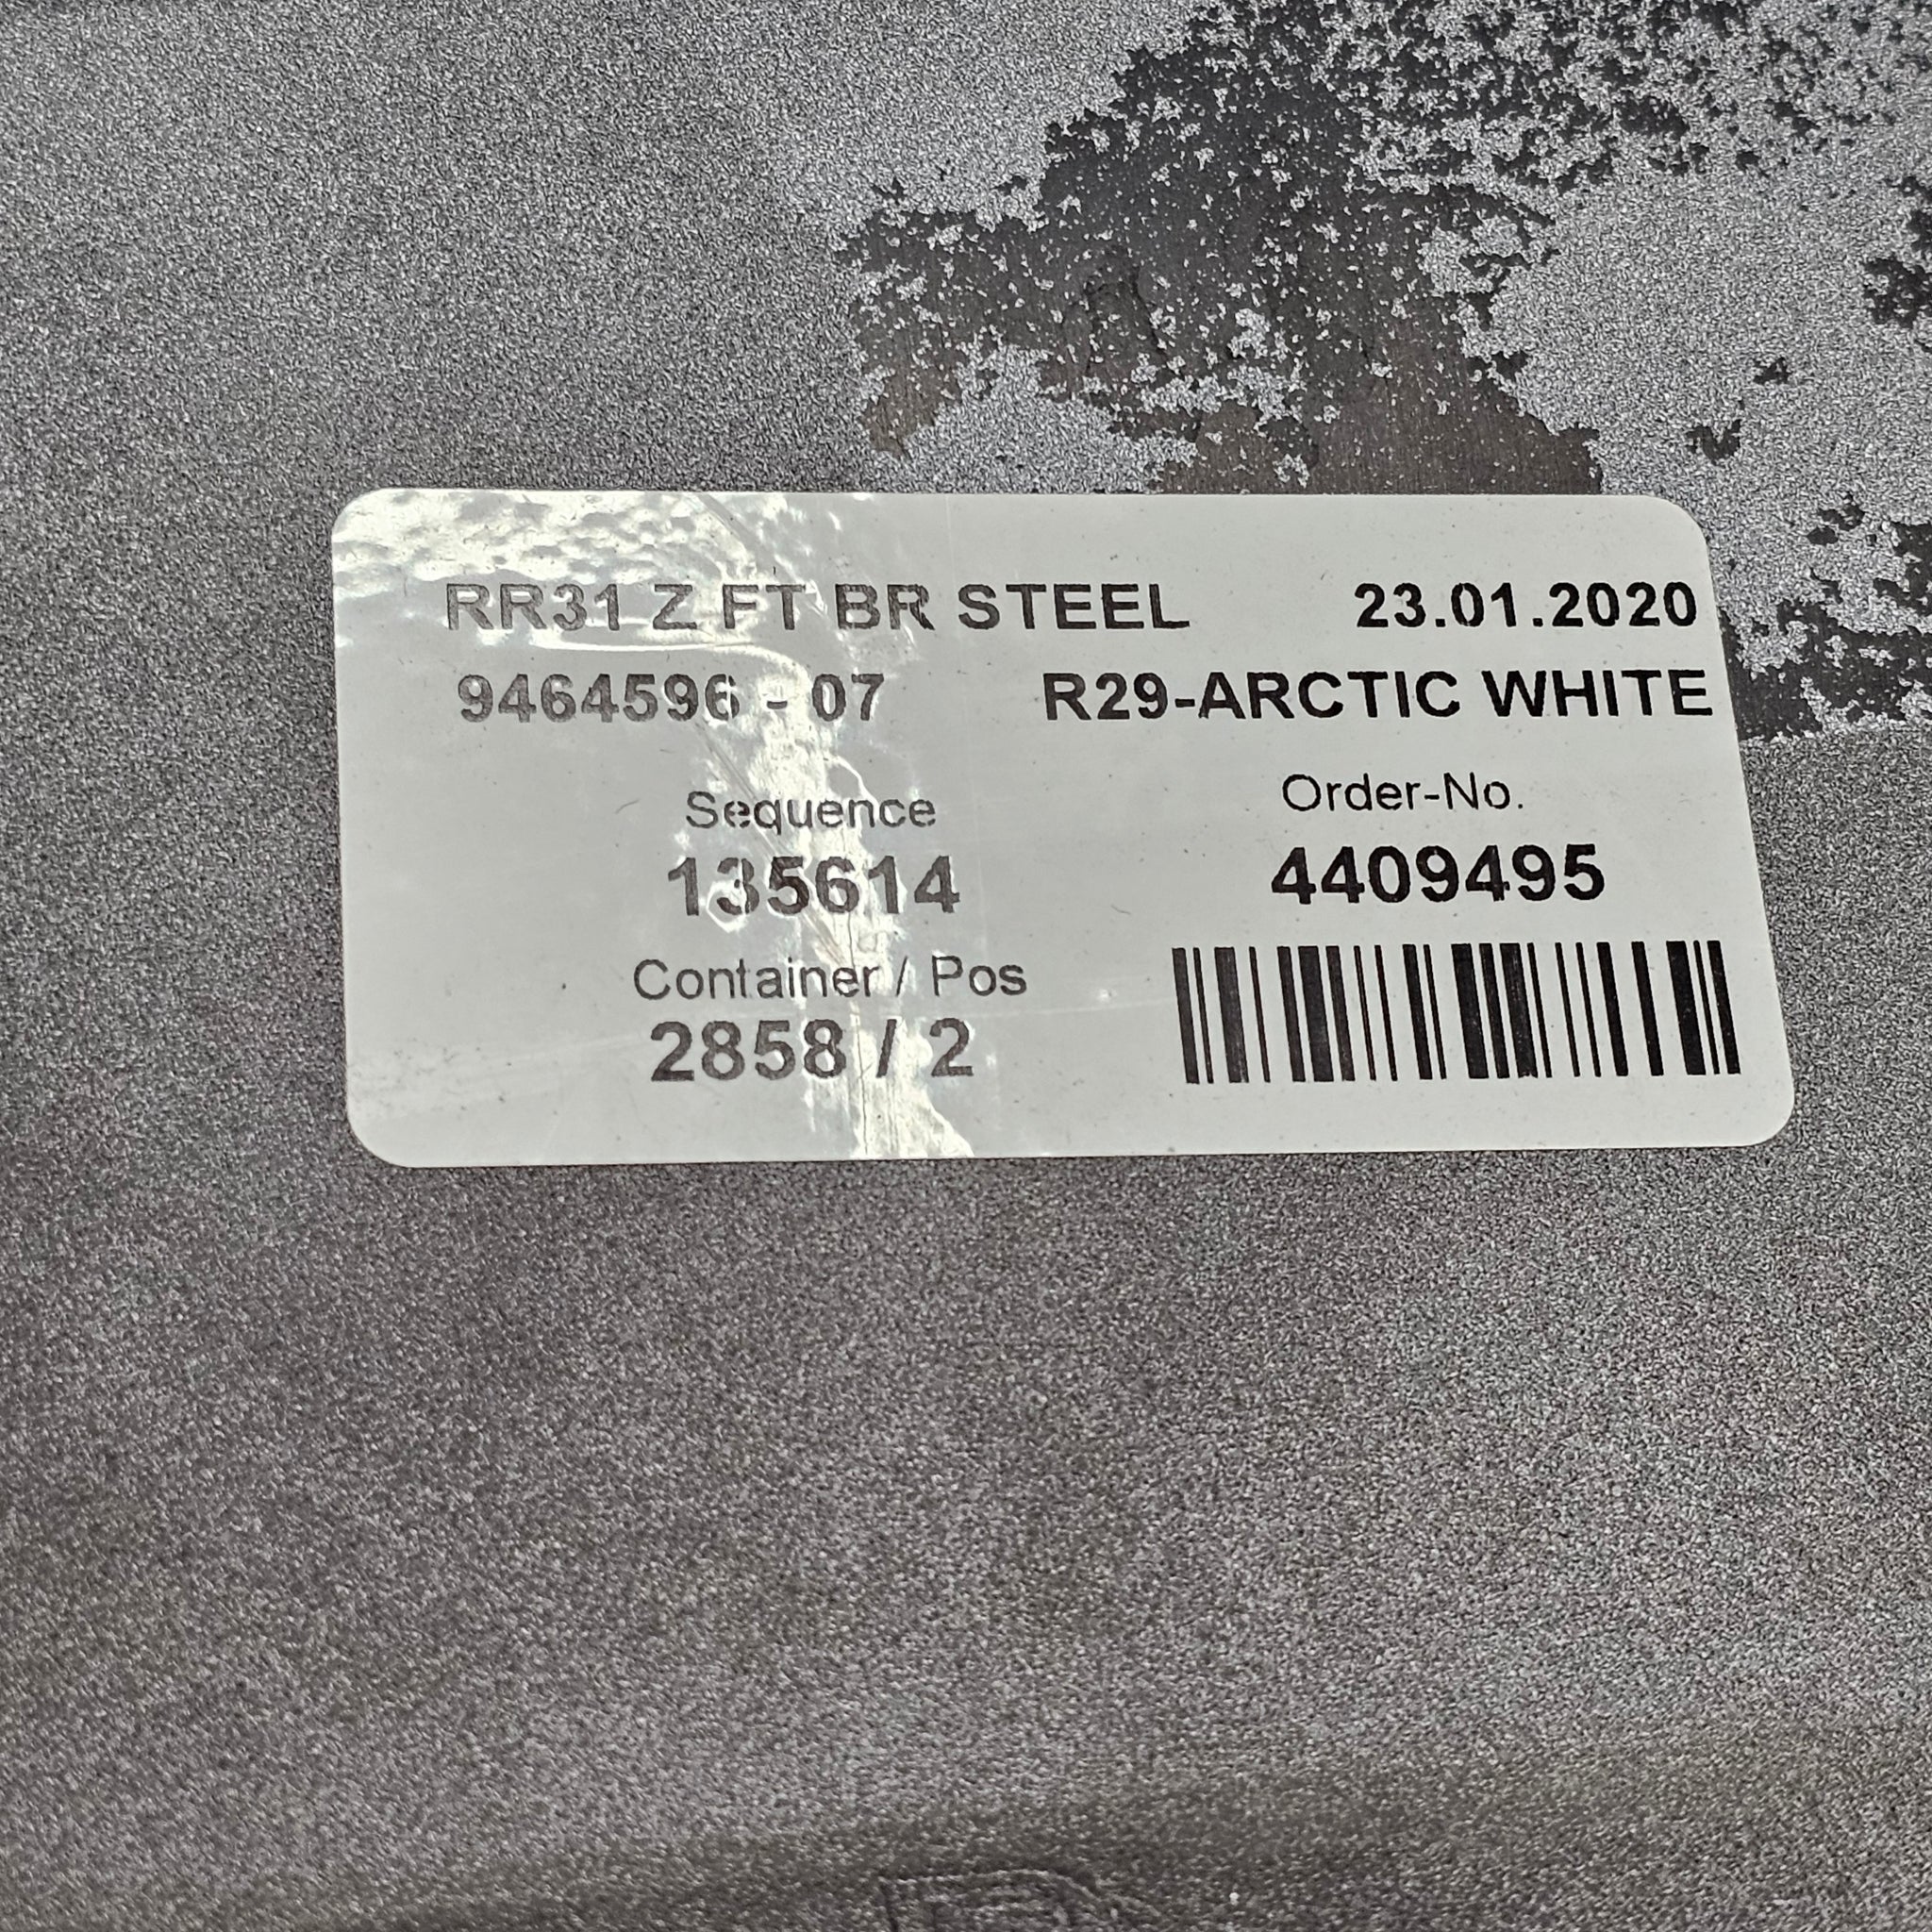 RR31 Z FT BR STEEL 23.01.2020
9464596 - 07 R29-ARCTIC WHITE
Sequence Order-No.
135614 4409495
Container / Pos
2858 / 2